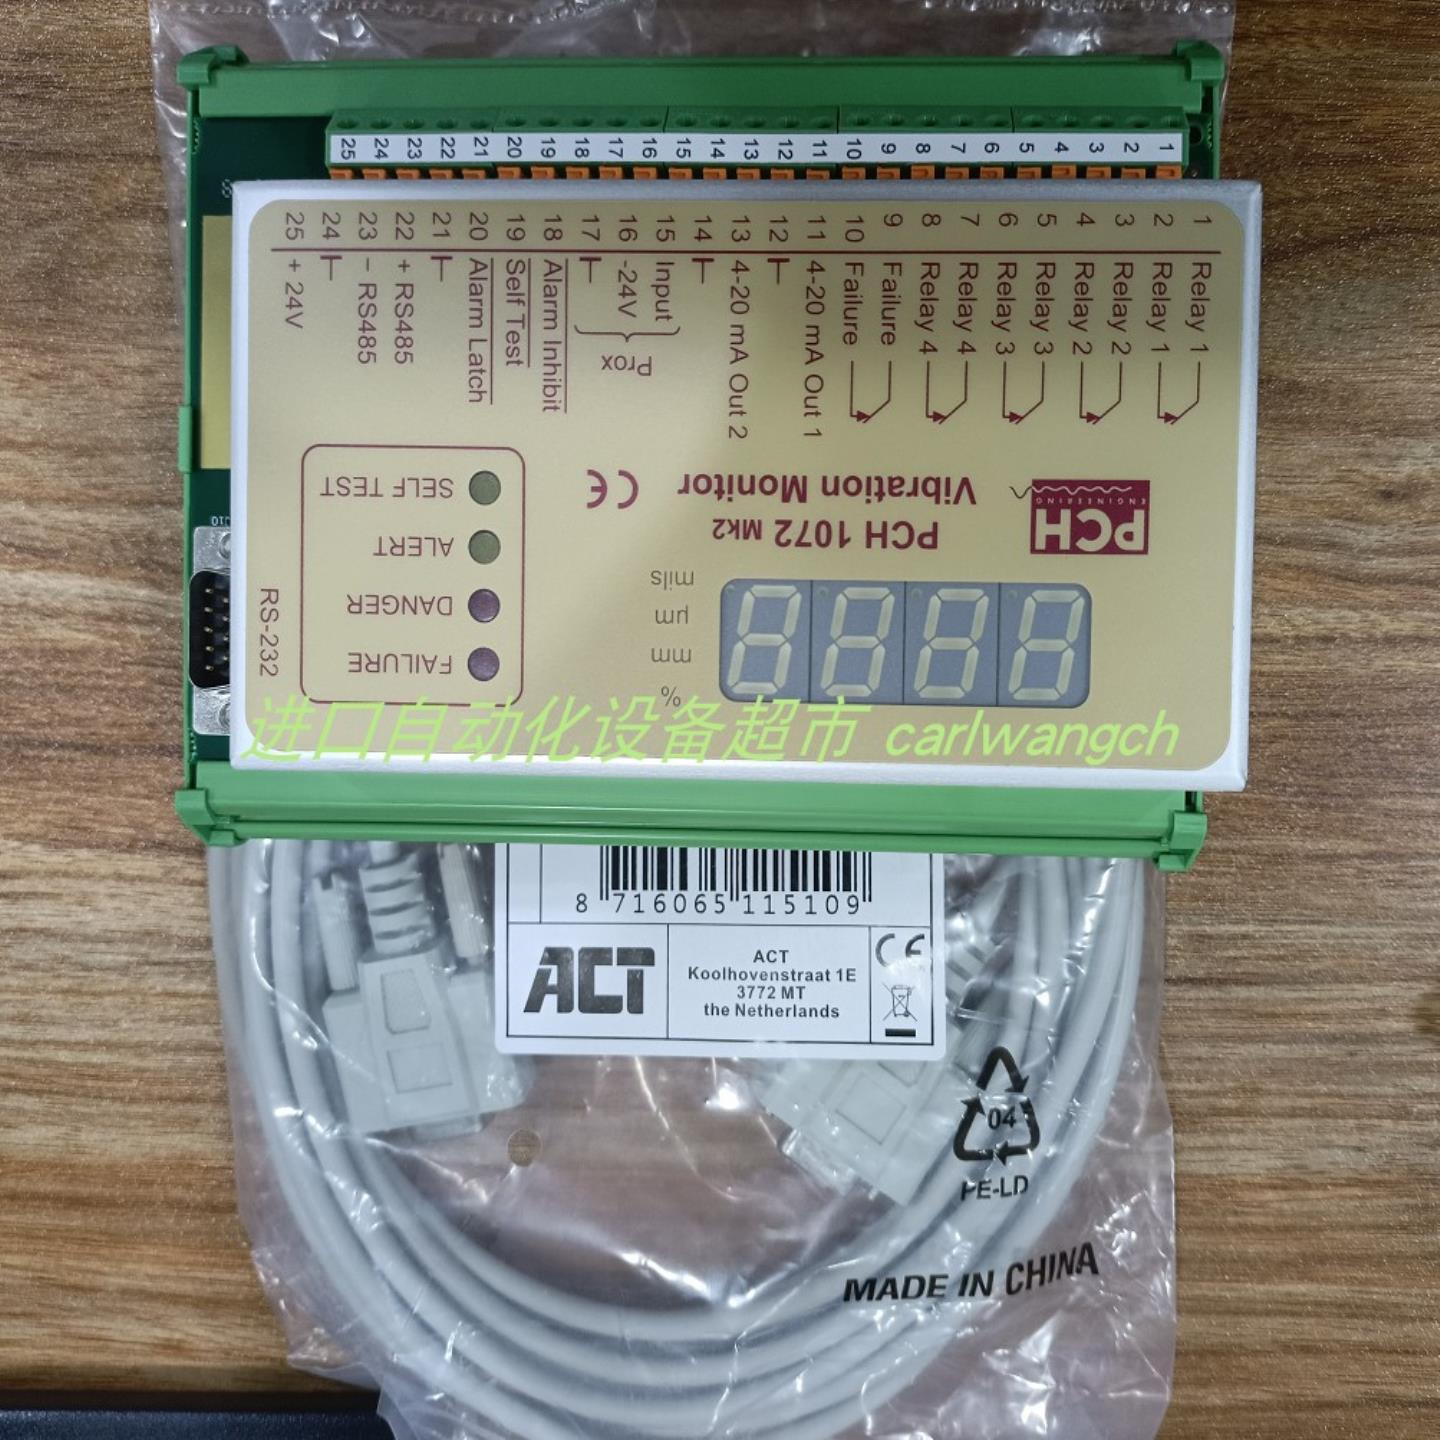 25 24 23 22 21 20 19 18 17 16 15 14 13 12 11 10 9 8 7 6 5 4 3 2 1
1 Relay 1
2 Relay 1
3 Relay 2
4 Relay 2
5 Relay 3
6 Relay 3
7 Relay 4
8 Relay 4
9 Failure
10 Failure
11 4-20 mA Out 1
12
13 4-20 mA Out 2
14
15 Input
16 -24V
Prox
17
18 Alarm Inhibit
19 Self Test
20 Alarm Latch
21
22 + RS485
23 - RS485
24
25 + 24V
PCH
ENGINEERING
PCH 1072 Mk2
Vibration Monitor
CE
%
mm
µm
mils
FAILURE
DANGER
ALERT
SELF TEST
RS-232
进口自动化设备超市 carlwangch
8 716065 115109
ACT
ACT
Koolhovenstraat 1E
3772 MT
the Netherlands
CE
04
PE-LD
MADE IN CHINA